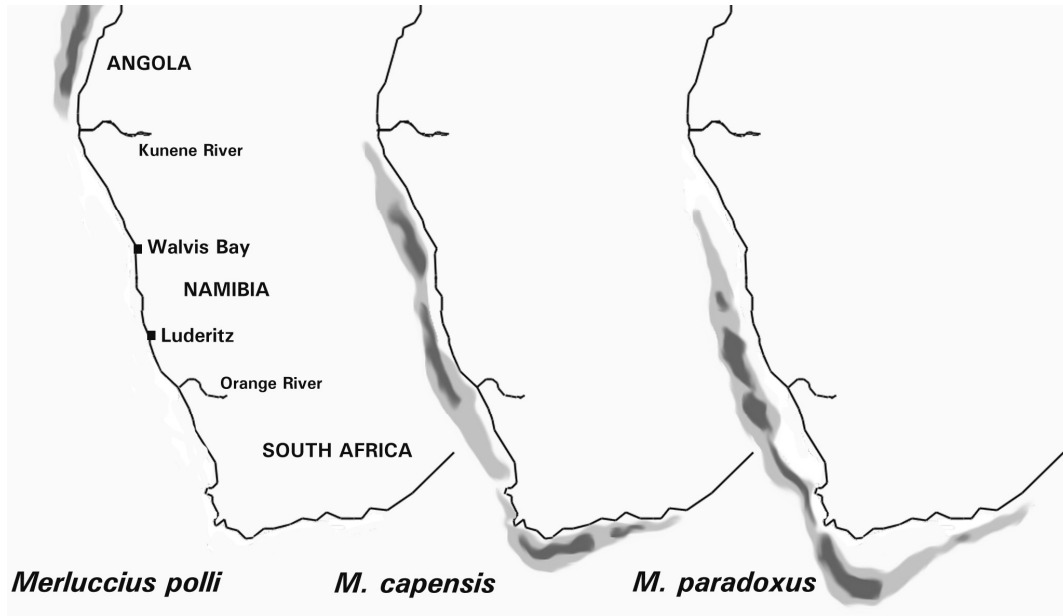 ANGOLA
Kunene River
Walvis Bay
NAMIBIA
Luderitz
Orange River
SOUTH AFRICA
Merluccius polli
M. capensis
M. paradoxus